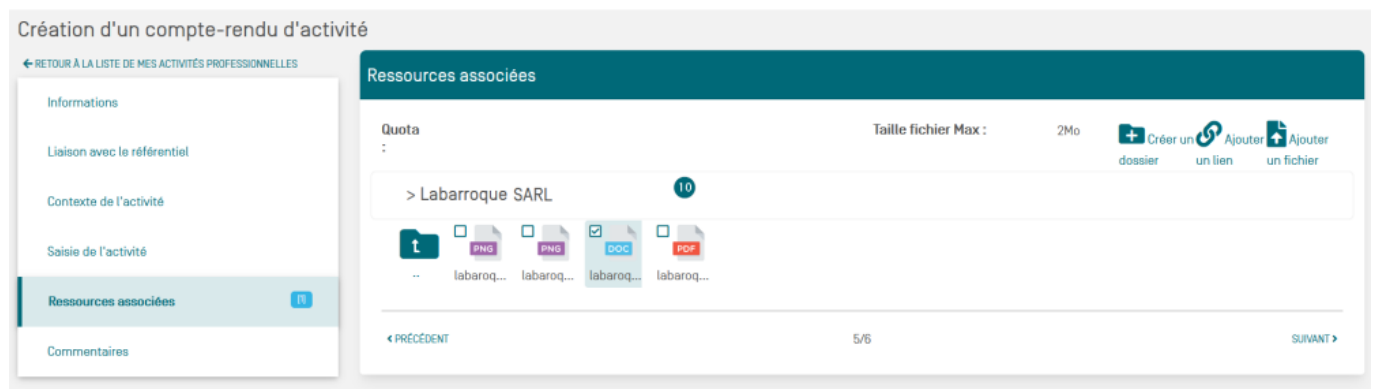 Création d'un compte-rendu d'activité
RETOUR À LA LISTE DE MES ACTIVITÉS PROFESSIONNELLES
Informations
Liaison avec le référentiel
Contexte de l'activité
Saisie de l'activité
Ressources associées
Commentaires
Ressources associées
Quota
:
Taille fichier Max :
2Mo
Créer un
dossier
Ajouter
un lien
Ajouter
un fichier
> Labarroque SARL
10
PNG
PNG
DOC
PDF
..
labaroq...
labaroq...
labaroq...
labaroq...
PRÉCÉDENT
5/6
SUIVANT